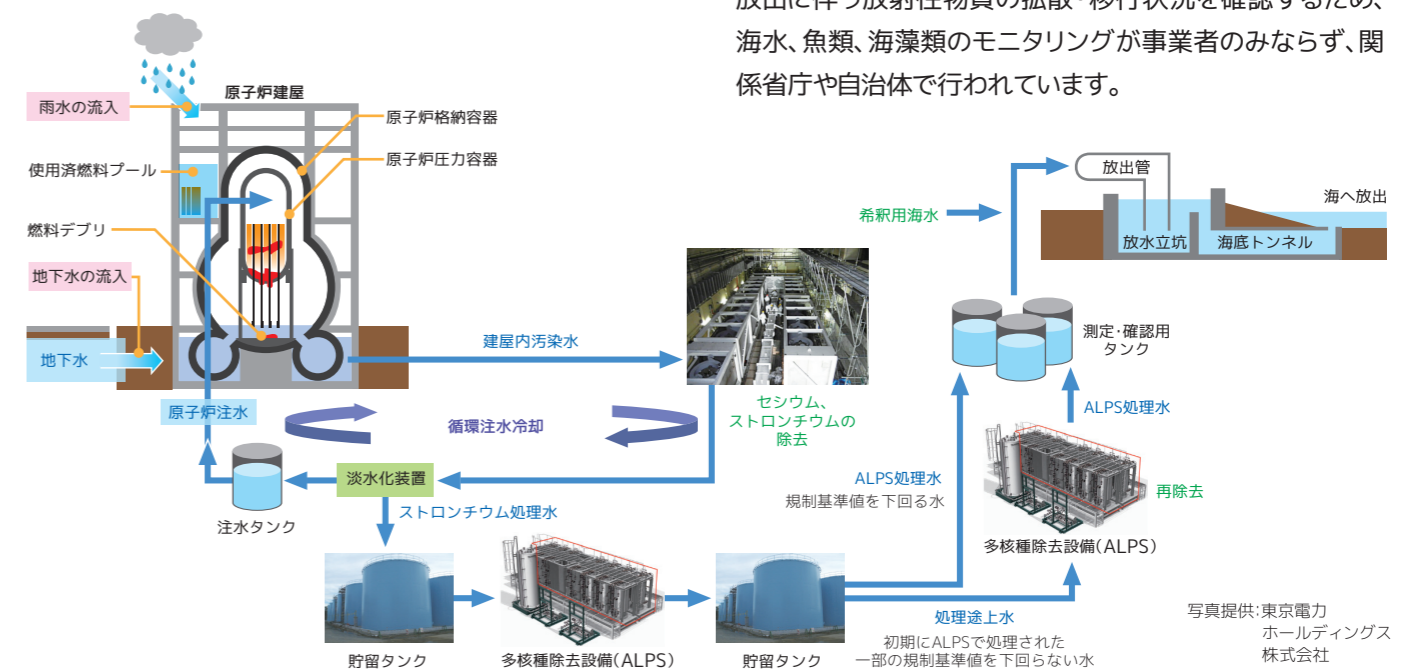 放出に伴う放射性物質の拡散・移行状況を確認するため、
海水、魚類、海藻類のモニタリングが事業者のみならず、関
係省庁や自治体で行われています。
原子炉建屋
雨水の流入
原子炉格納容器
原子炉圧力容器
使用済燃料プール
燃料デブリ
地下水の流入
地下水
原子炉注水
建屋内汚染水
循環注水冷却
セシウム、
ストロンチウムの
除去
淡水化装置
注水タンク
ストロンチウム処理水
貯留タンク
多核種除去設備(ALPS)
貯留タンク
ALPS処理水
規制基準値を下回る水
処理途上水
初期にALPSで処理された
一部の規制基準値を下回らない水
多核種除去設備(ALPS)
再除去
ALPS処理水
測定・確認用
タンク
希釈用海水
放出管
海へ放出
放水立坑
海底トンネル
写真提供:東京電力
ホールディングス
株式会社